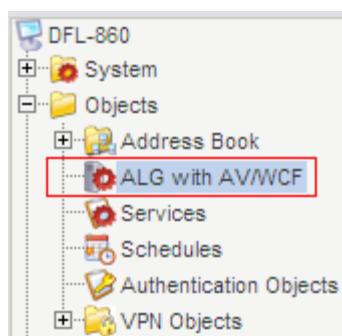 DFL-860
System
Objects
Address Book
ALG with AV/WCF
Services
Schedules
Authentication Objects
VPN Objects